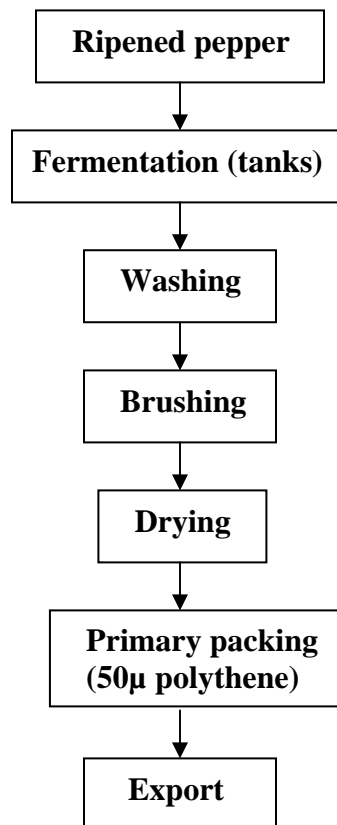 Ripened pepper
Fermentation (tanks)
Washing
Brushing
Drying
Primary packing
(50µ polythene)
Export